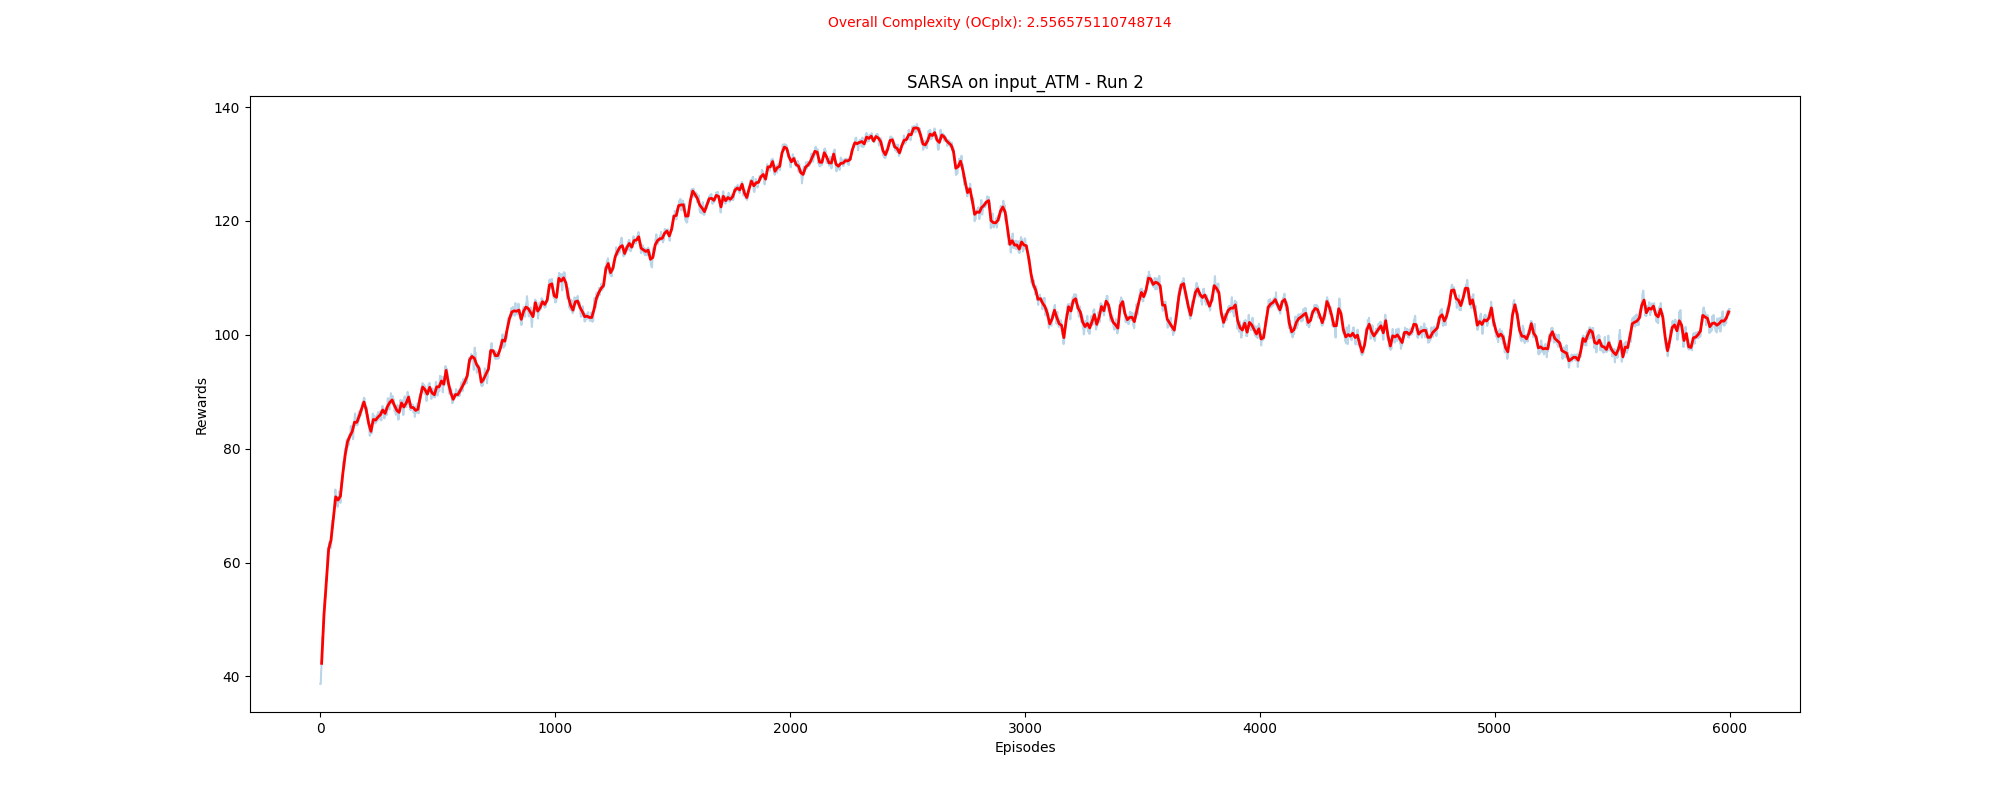 Overall Complexity (OCplx): 2.556575110748714
SARSA on input_ATM - Run 2
140
120
100
80
60
40
Rewards
0 1000 2000 3000 4000 5000 6000
Episodes